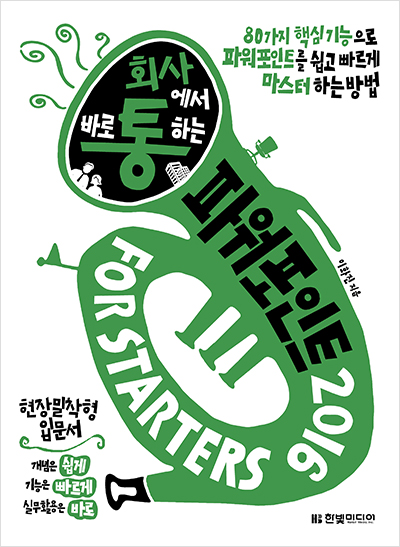 80가지 핵심 기능으로
파워포인트를 쉽고 빠르게
마스터 하는 방법
회사
에서
바로 통 하는
파워포인트 2016
FOR STARTERS
이화진 지음
현장밀착형
입문서
개념은 쉽게
기능은 빠르게
실무활용은 바로
HB 한빛미디어